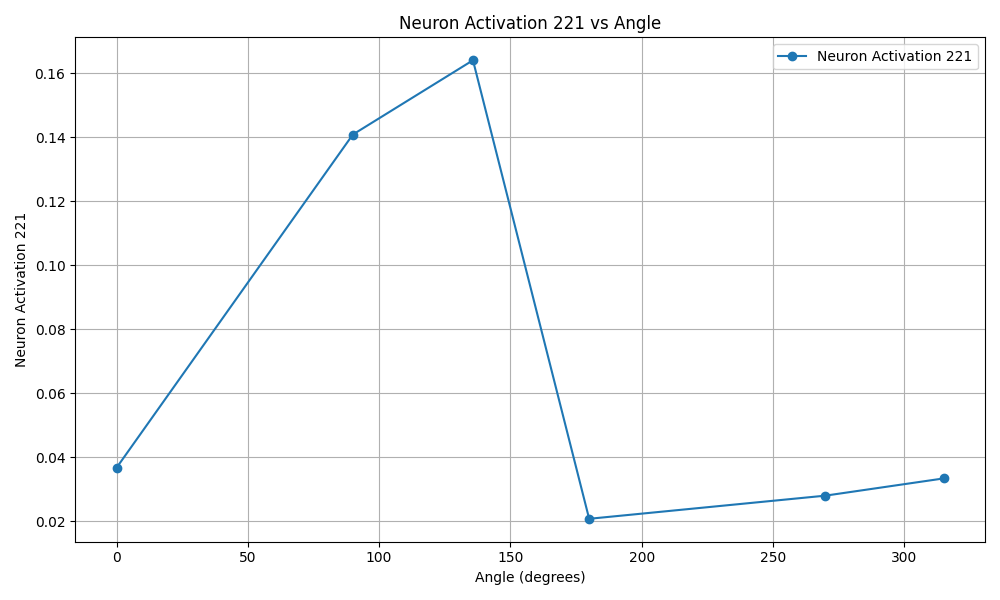 Neuron Activation 221 vs Angle
Neuron Activation 221
0.16
0.14
0.12
0.10
0.08
0.06
0.04
0.02
Neuron Activation 221
0 50 100 150 200 250 300
Angle (degrees)